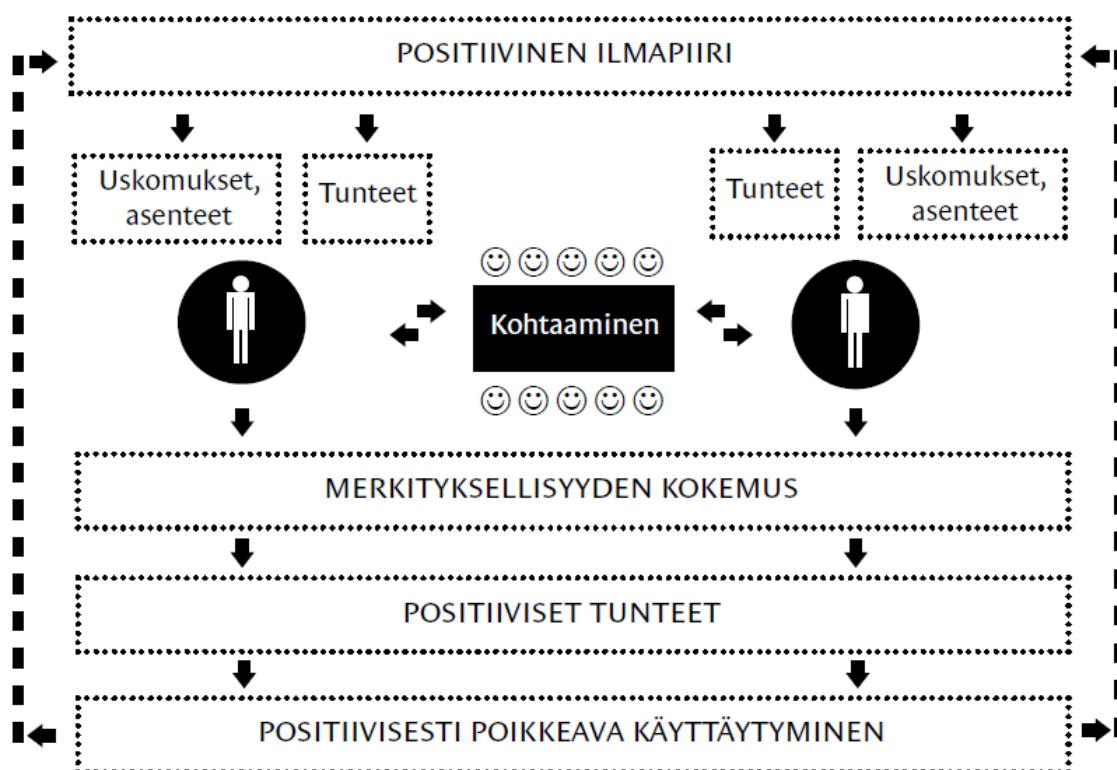 POSITIIVINEN ILMAPIIRI
Uskomukset,
asenteet
Tunteet
Tunteet
Uskomukset,
asenteet
Kohtaaminen
MERKITYKSELLISYYDEN KOKEMUS
POSITIIVISET TUNTEET
POSITIIVISESTI POIKKEAVA KÄYTTÄYTYMINEN